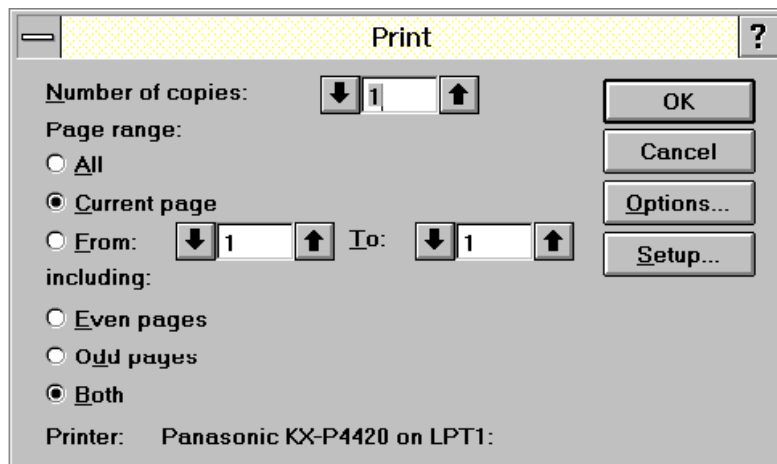 Print ?
Number of copies: 1
OK
Page range:
All
Cancel
Current page
Options...
From: 1 To: 1
Setup...
including:
Even pages
Odd pages
Both
Printer: Panasonic KX-P4420 on LPT1: